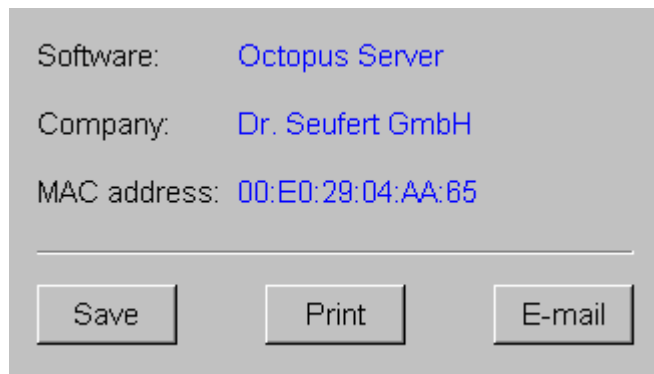 Software: Octopus Server
Company: Dr. Seufert GmbH
MAC address: 00:E0:29:04:AA:65
Save Print E-mail